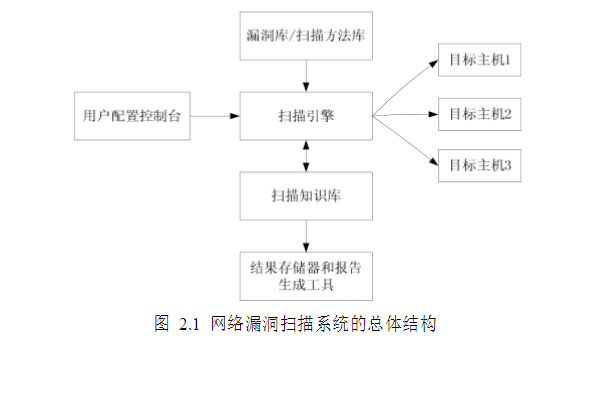 漏洞库/扫描方法库
目标主机1
用户配置控制台
扫描引擎
目标主机2
目标主机3
扫描知识库
结果存储器和报告
生成工具
图 2.1 网络漏洞扫描系统的总体结构